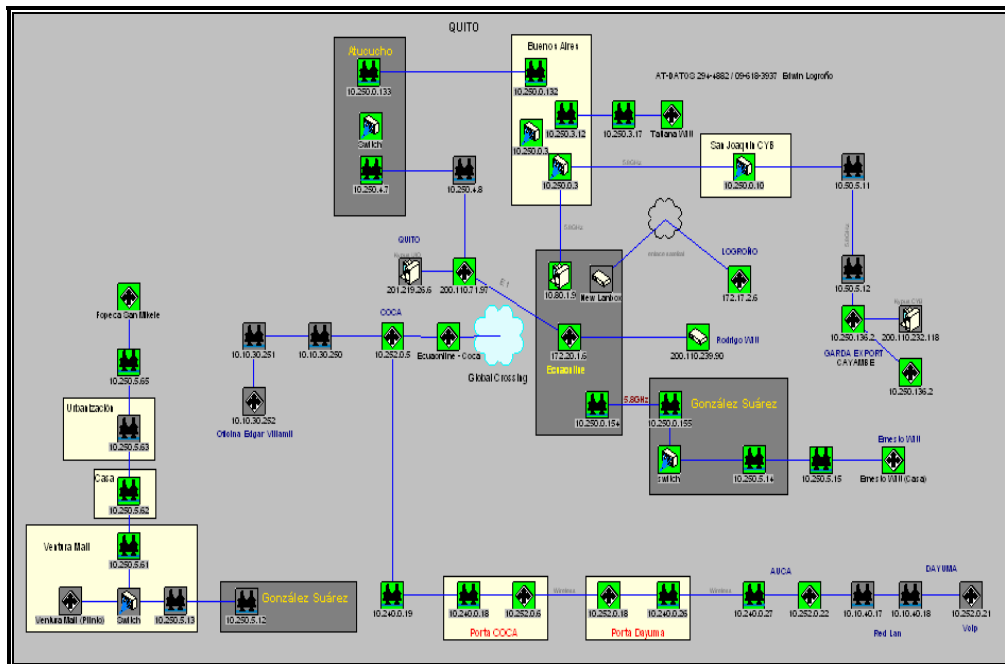 QUITO
Atucucho
10.250.0.133
Switch
10.250.4.7
10.250.4.8
Buenos Aires
10.250.0.132
10.250.3.12
10.250.0.3
10.250.0.3
10.250.3.17
Tatiana Will
AT-DATOS 294-4882 / 09-618-3937 Edwin Logroño
5.8GHz
San Joaquin CYB
10.250.0.10
10.50.5.11
5.8GHz
10.50.5.12
10.250.136.2
200.110.232.118
GARDA EXPORT
CAYAMBE
10.250.136.2
5.8GHz
LOGROÑO
172.17.2.6
QUITO
201.219.26.6
200.110.71.97
E1
10.80.1.9
New Lanbox
172.20.1.6
Ecuaonline
Rodrigo Will
200.110.239.90
COCA
10.10.30.251
10.10.30.250
10.252.0.5
Ecuaonline - Coca
Global Crossing
10.10.30.252
Oficina Edgar Villamil
10.250.0.154
5.8GHz
González Suárez
10.250.0.155
switch
10.250.5.14
10.250.5.15
Ernesto Will
Ernesto Will (Casa)
Fopeca San Mikele
10.250.5.65
Urbanización
10.250.5.63
Casa
10.250.5.62
Ventura Mall
10.250.5.61
Ventura Mall (Plinio)
Switch
10.250.5.13
González Suárez
10.250.5.12
10.240.0.19
10.240.0.18
10.252.0.6
Porta COCA
Wireless
10.252.0.18
10.240.0.26
Porta Dayuma
Wireless
AUCA
10.240.0.27
10.252.0.22
10.10.40.17
10.10.40.18
Red Lan
DAYUMA
10.252.0.21
Voip